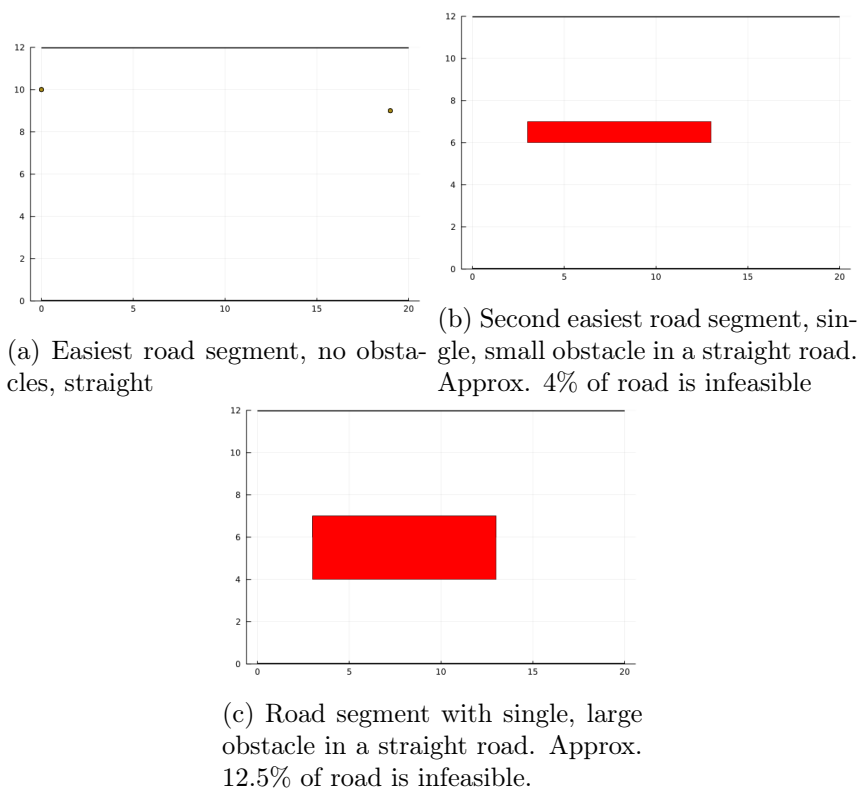 12
10
8
6
4
2
0
0 5 10 15 20
(a) Easiest road segment, no obsta-
cles, straight
12
10
8
6
4
2
0
0 5 10 15 20
(b) Second easiest road segment, sin-
gle, small obstacle in a straight road.
Approx. 4% of road is infeasible
12
10
8
6
4
2
0
0 5 10 15 20
(c) Road segment with single, large
obstacle in a straight road. Approx.
12.5% of road is infeasible.